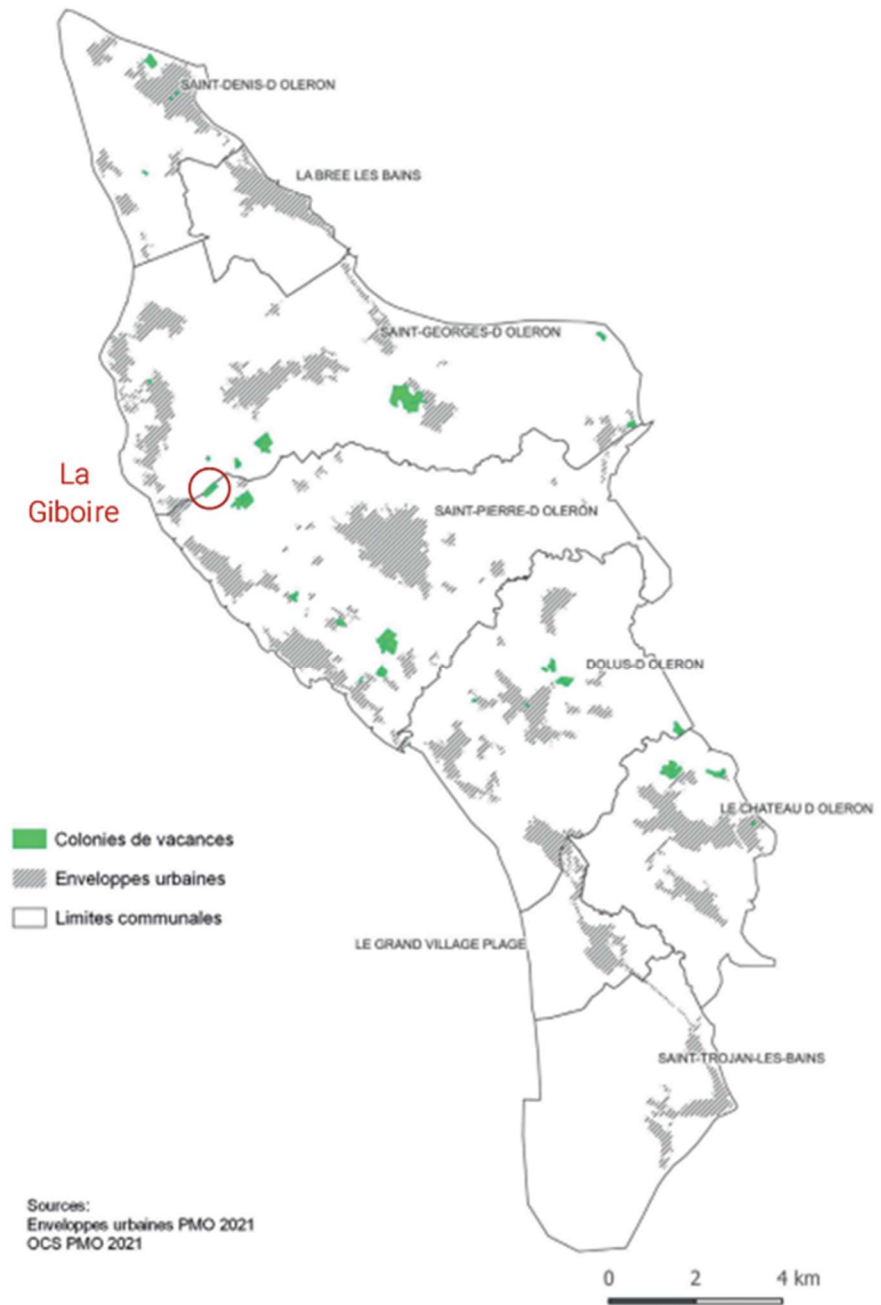 SAINT-DENIS-D OLERON
LA BREE LES BAINS
SAINT-GEORGES-D OLERON
La
Giboire
SAINT-PIERRE-D OLERON
DOLUS-D OLERON
LE CHATEAU D OLERON
Colonies de vacances
Enveloppes urbaines
Limites communales
LE GRAND VILLAGE PLAGE
SAINT-TROJAN-LES-BAINS
Sources:
Enveloppes urbaines PMO 2021
OCS PMO 2021
0 2 4 km